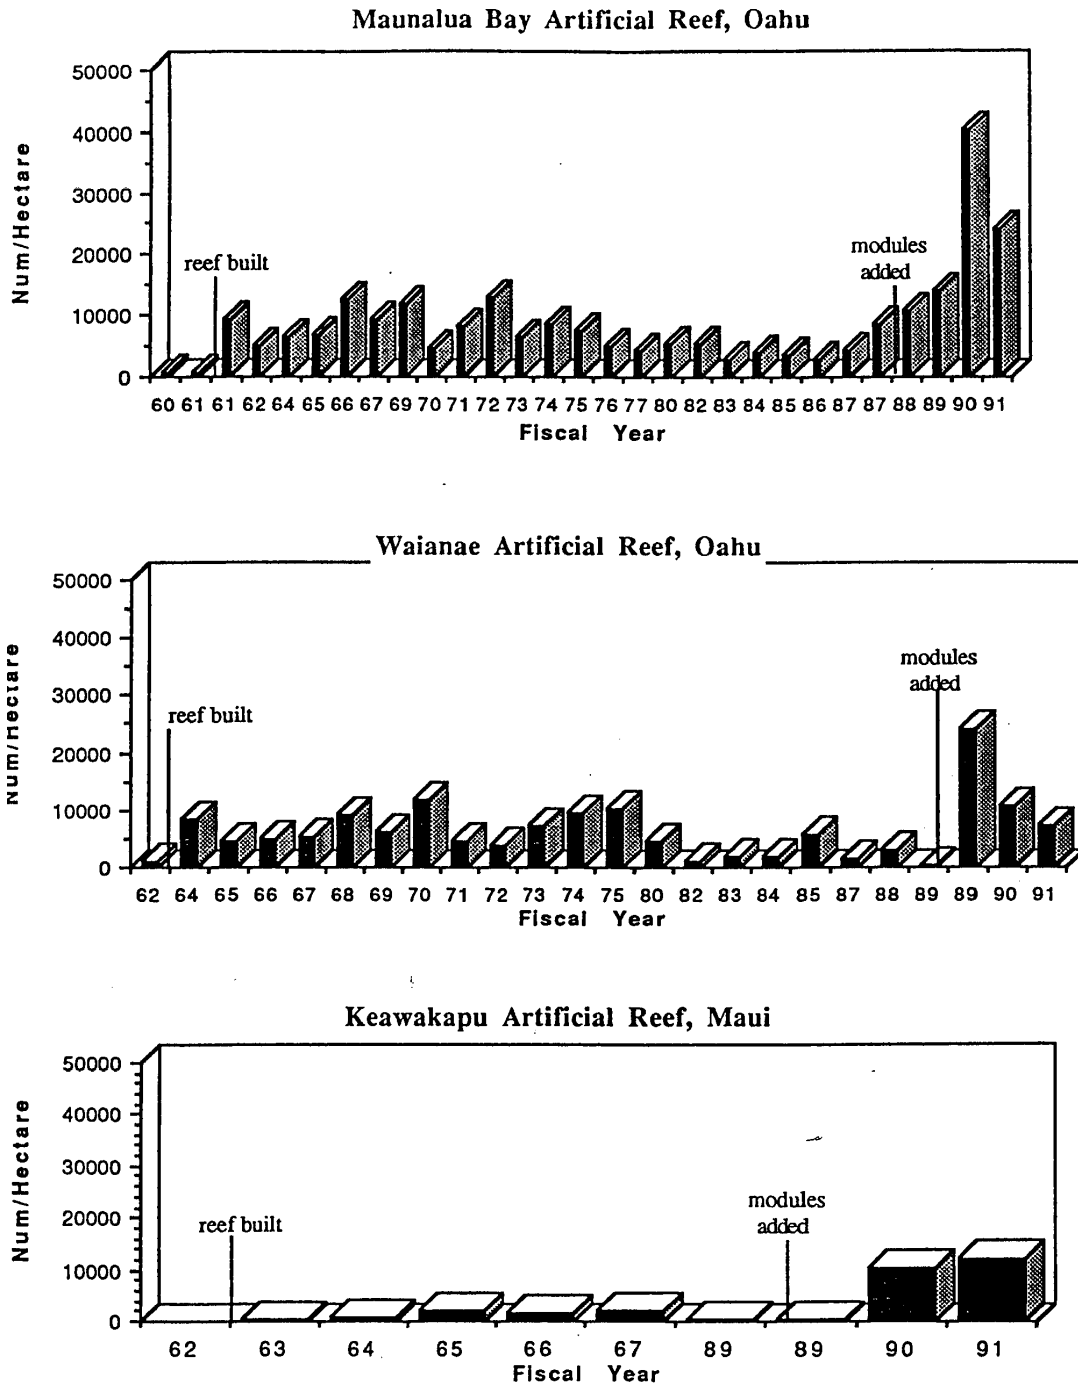 Maunalua Bay Artificial Reef, Oahu
50000
40000
30000
20000
10000
0
Num/Hectare
reef built
modules
added
60 61 61 62 64 65 66 67 69 70 71 72 73 74 75 76 77 80 82 83 84 85 86 87 87 88 89 90 91
Fiscal Year
Waianae Artificial Reef, Oahu
50000
40000
30000
20000
10000
0
Num/Hectare
reef built
modules
added
62 64 65 66 67 68 69 70 71 72 73 74 75 80 82 83 84 85 87 88 89 89 90 91
Fiscal Year
Keawakapu Artificial Reef, Maui
50000
40000
30000
20000
10000
0
Num/Hectare
reef built
modules
added
62 63 64 65 66 67 89 89 90 91
Fiscal Year